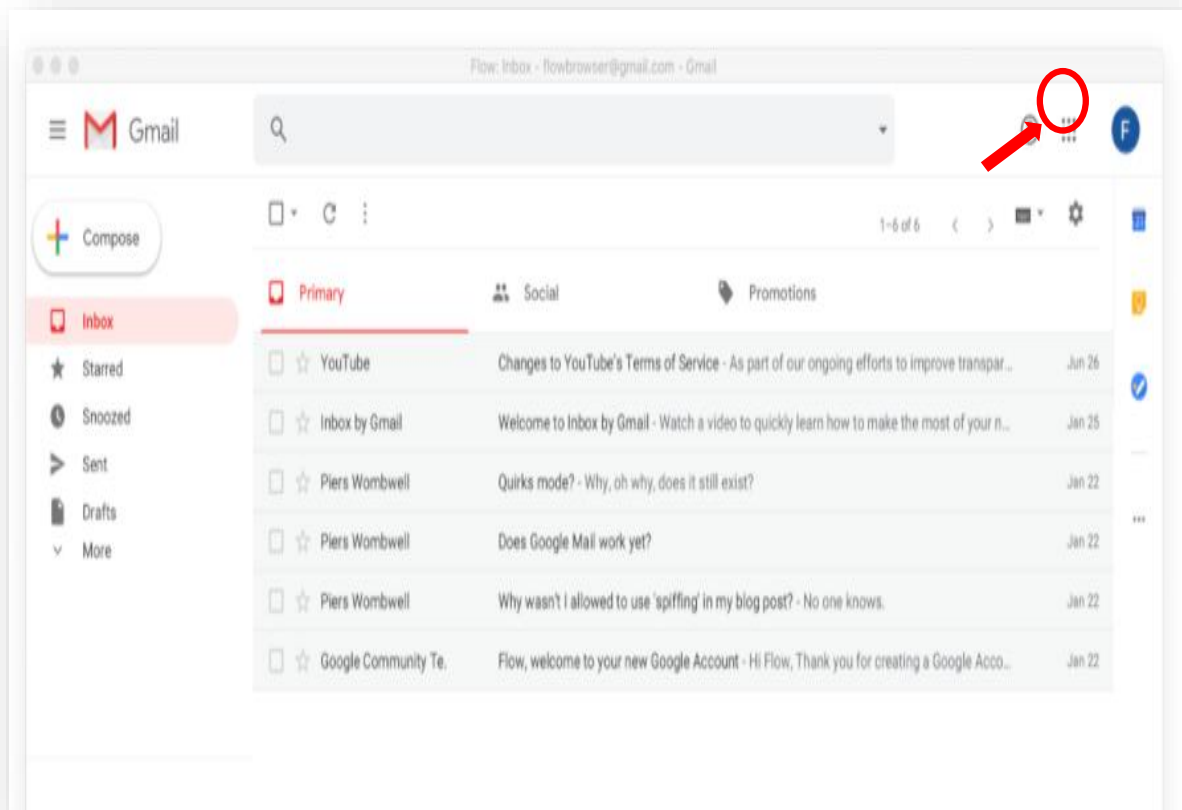 Flow: Inbox - flowbrowser@gmail.com - Gmail
Gmail
F
Compose
1-6 of 6
Primary
Social
Promotions
Inbox
Starred
Snoozed
Sent
Drafts
More
YouTube Changes to YouTube's Terms of Service - As part of our ongoing efforts to improve transpar... Jun 26
Inbox by Gmail Welcome to Inbox by Gmail - Watch a video to quickly learn how to make the most of your n... Jan 25
Piers Wombwell Quirks mode? - Why, oh why, does it still exist? Jan 22
Piers Wombwell Does Google Mail work yet? Jan 22
Piers Wombwell Why wasn't I allowed to use 'spiffing' in my blog post? - No one knows. Jan 22
Google Community Te. Flow, welcome to your new Google Account - Hi Flow, Thank you for creating a Google Acco... Jan 22